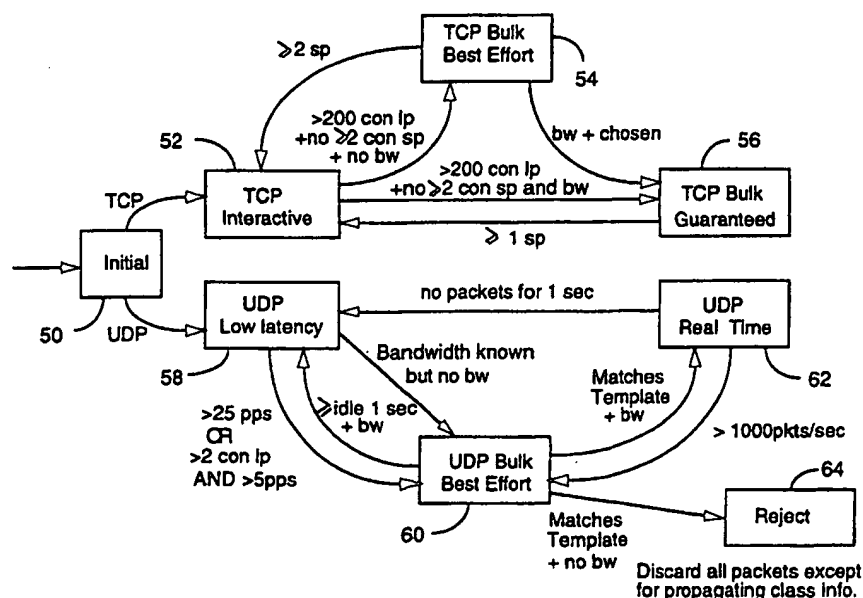 TCP Bulk
Best Effort
54
⩾2 sp
>200 con lp
+no ⩾2 con sp
+ no bw
bw + chosen
52
56
TCP
Interactive
>200 con lp
+no⩾2 con sp and bw
TCP Bulk
Guaranteed
⩾ 1 sp
TCP
Initial
50
UDP
UDP
Low latency
58
no packets for 1 sec
UDP
Real Time
62
Bandwidth known
but no bw
⩾idle 1 sec
+ bw
Matches
Template
+ bw
>25 pps
OR
>2 con lp
AND >5pps
> 1000pkts/sec
UDP Bulk
Best Effort
60
64
Reject
Matches
Template
+ no bw
Discard all packets except
for propagating class info.